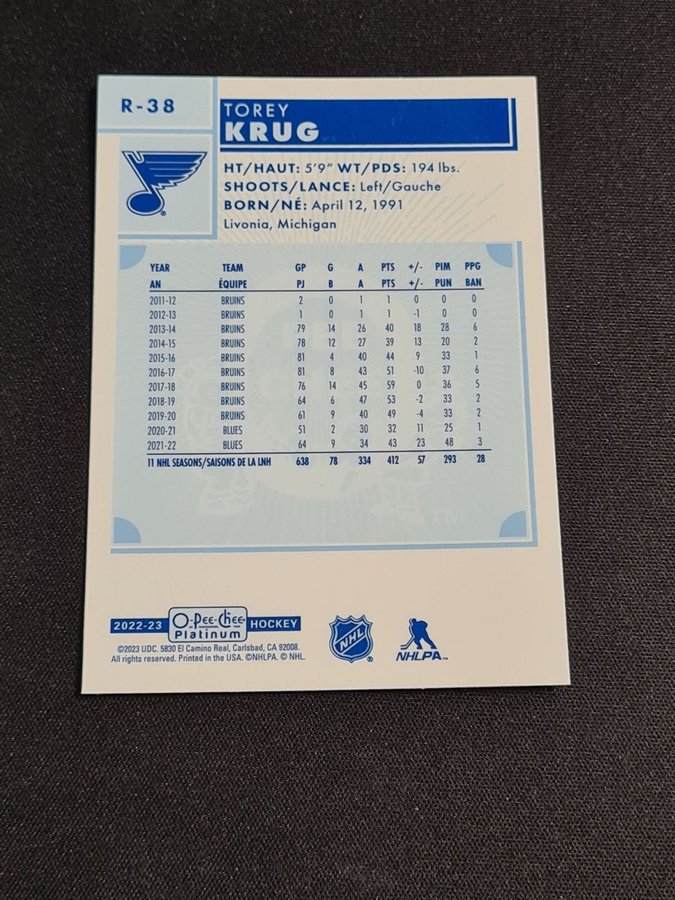 R-38
TOREY
KRUG
HT/HAUT: 5'9" WT/PDS: 194 lbs.
SHOOTS/LANCE: Left/Gauche
BORN/NÉ: April 12, 1991
Livonia, Michigan
YEAR TEAM GP G A PTS +/- PIM PPG
AN ÉQUIPE PJ B A PTS +/- PUN BAN
2011-12 BRUINS 2 0 1 1 0 0 0
2012-13 BRUINS 1 0 1 1 -1 0 0
2013-14 BRUINS 79 14 26 40 18 28 6
2014-15 BRUINS 78 12 27 39 13 20 2
2015-16 BRUINS 81 4 40 44 9 33 1
2016-17 BRUINS 81 8 43 51 -10 37 6
2017-18 BRUINS 76 14 45 59 0 36 5
2018-19 BRUINS 64 6 47 53 -2 33 2
2019-20 BRUINS 61 9 40 49 -4 33 2
2020-21 BLUES 51 2 30 32 11 25 1
2021-22 BLUES 64 9 34 43 23 48 3
11 NHL SEASONS/SAISONS DE LA LNH 638 78 334 412 57 293 28
TM
2022-23 O-Pee-Chee Platinum HOCKEY
©2023 UDC. 5830 El Camino Real, Carlsbad, CA 92008.
All rights reserved. Printed in the USA. ©NHLPA. © NHL.
NHL ®
NHLPA™